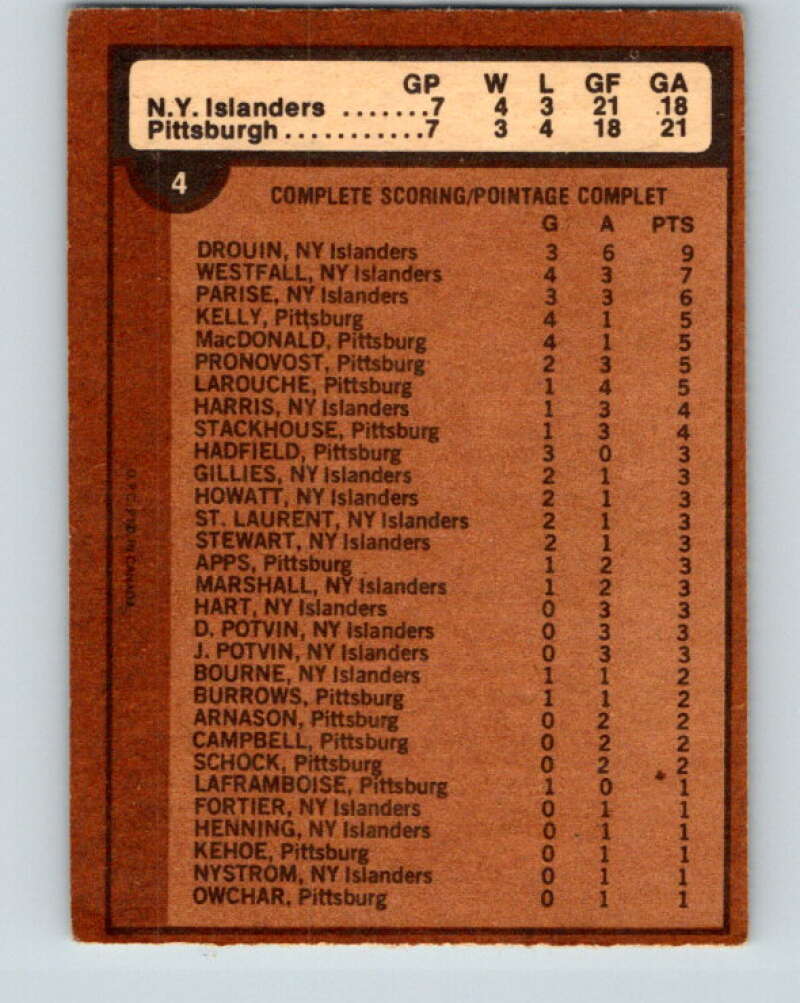 GP W L GF GA
N.Y. Islanders .......7 4 3 21 18
Pittsburgh...........7 3 4 18 21
4
COMPLETE SCORING/POINTAGE COMPLET
G A PTS
DROUIN, NY Islanders 3 6 9
WESTFALL, NY Islanders 4 3 7
PARISE, NY Islanders 3 3 6
KELLY, Pittsburg 4 1 5
MacDONALD, Pittsburg 4 1 5
PRONOVOST, Pittsburg 2 3 5
LAROUCHE, Pittsburg 1 4 5
HARRIS, NY Islanders 1 3 4
STACKHOUSE, Pittsburg 1 3 4
HADFIELD, Pittsburg 3 0 3
GILLIES, NY Islanders 2 1 3
HOWATT, NY Islanders 2 1 3
ST. LAURENT, NY Islanders 2 1 3
STEWART, NY Islanders 2 1 3
APPS, Pittsburg 1 2 3
MARSHALL, NY Islanders 1 2 3
HART, NY Islanders 0 3 3
D. POTVIN, NY Islanders 0 3 3
J. POTVIN, NY Islanders 0 3 3
BOURNE, NY Islanders 1 1 2
BURROWS, Pittsburg 1 1 2
ARNASON, Pittsburg 0 2 2
CAMPBELL, Pittsburg 0 2 2
SCHOCK, Pittsburg 0 2 2
LAFRAMBOISE, Pittsburg 1 0 1
FORTIER, NY Islanders 0 1 1
HENNING, NY Islanders 0 1 1
KEHOE, Pittsburg 0 1 1
NYSTROM, NY Islanders 0 1 1
OWCHAR, Pittsburg 0 1 1
O.P.C. PTD IN CANADA